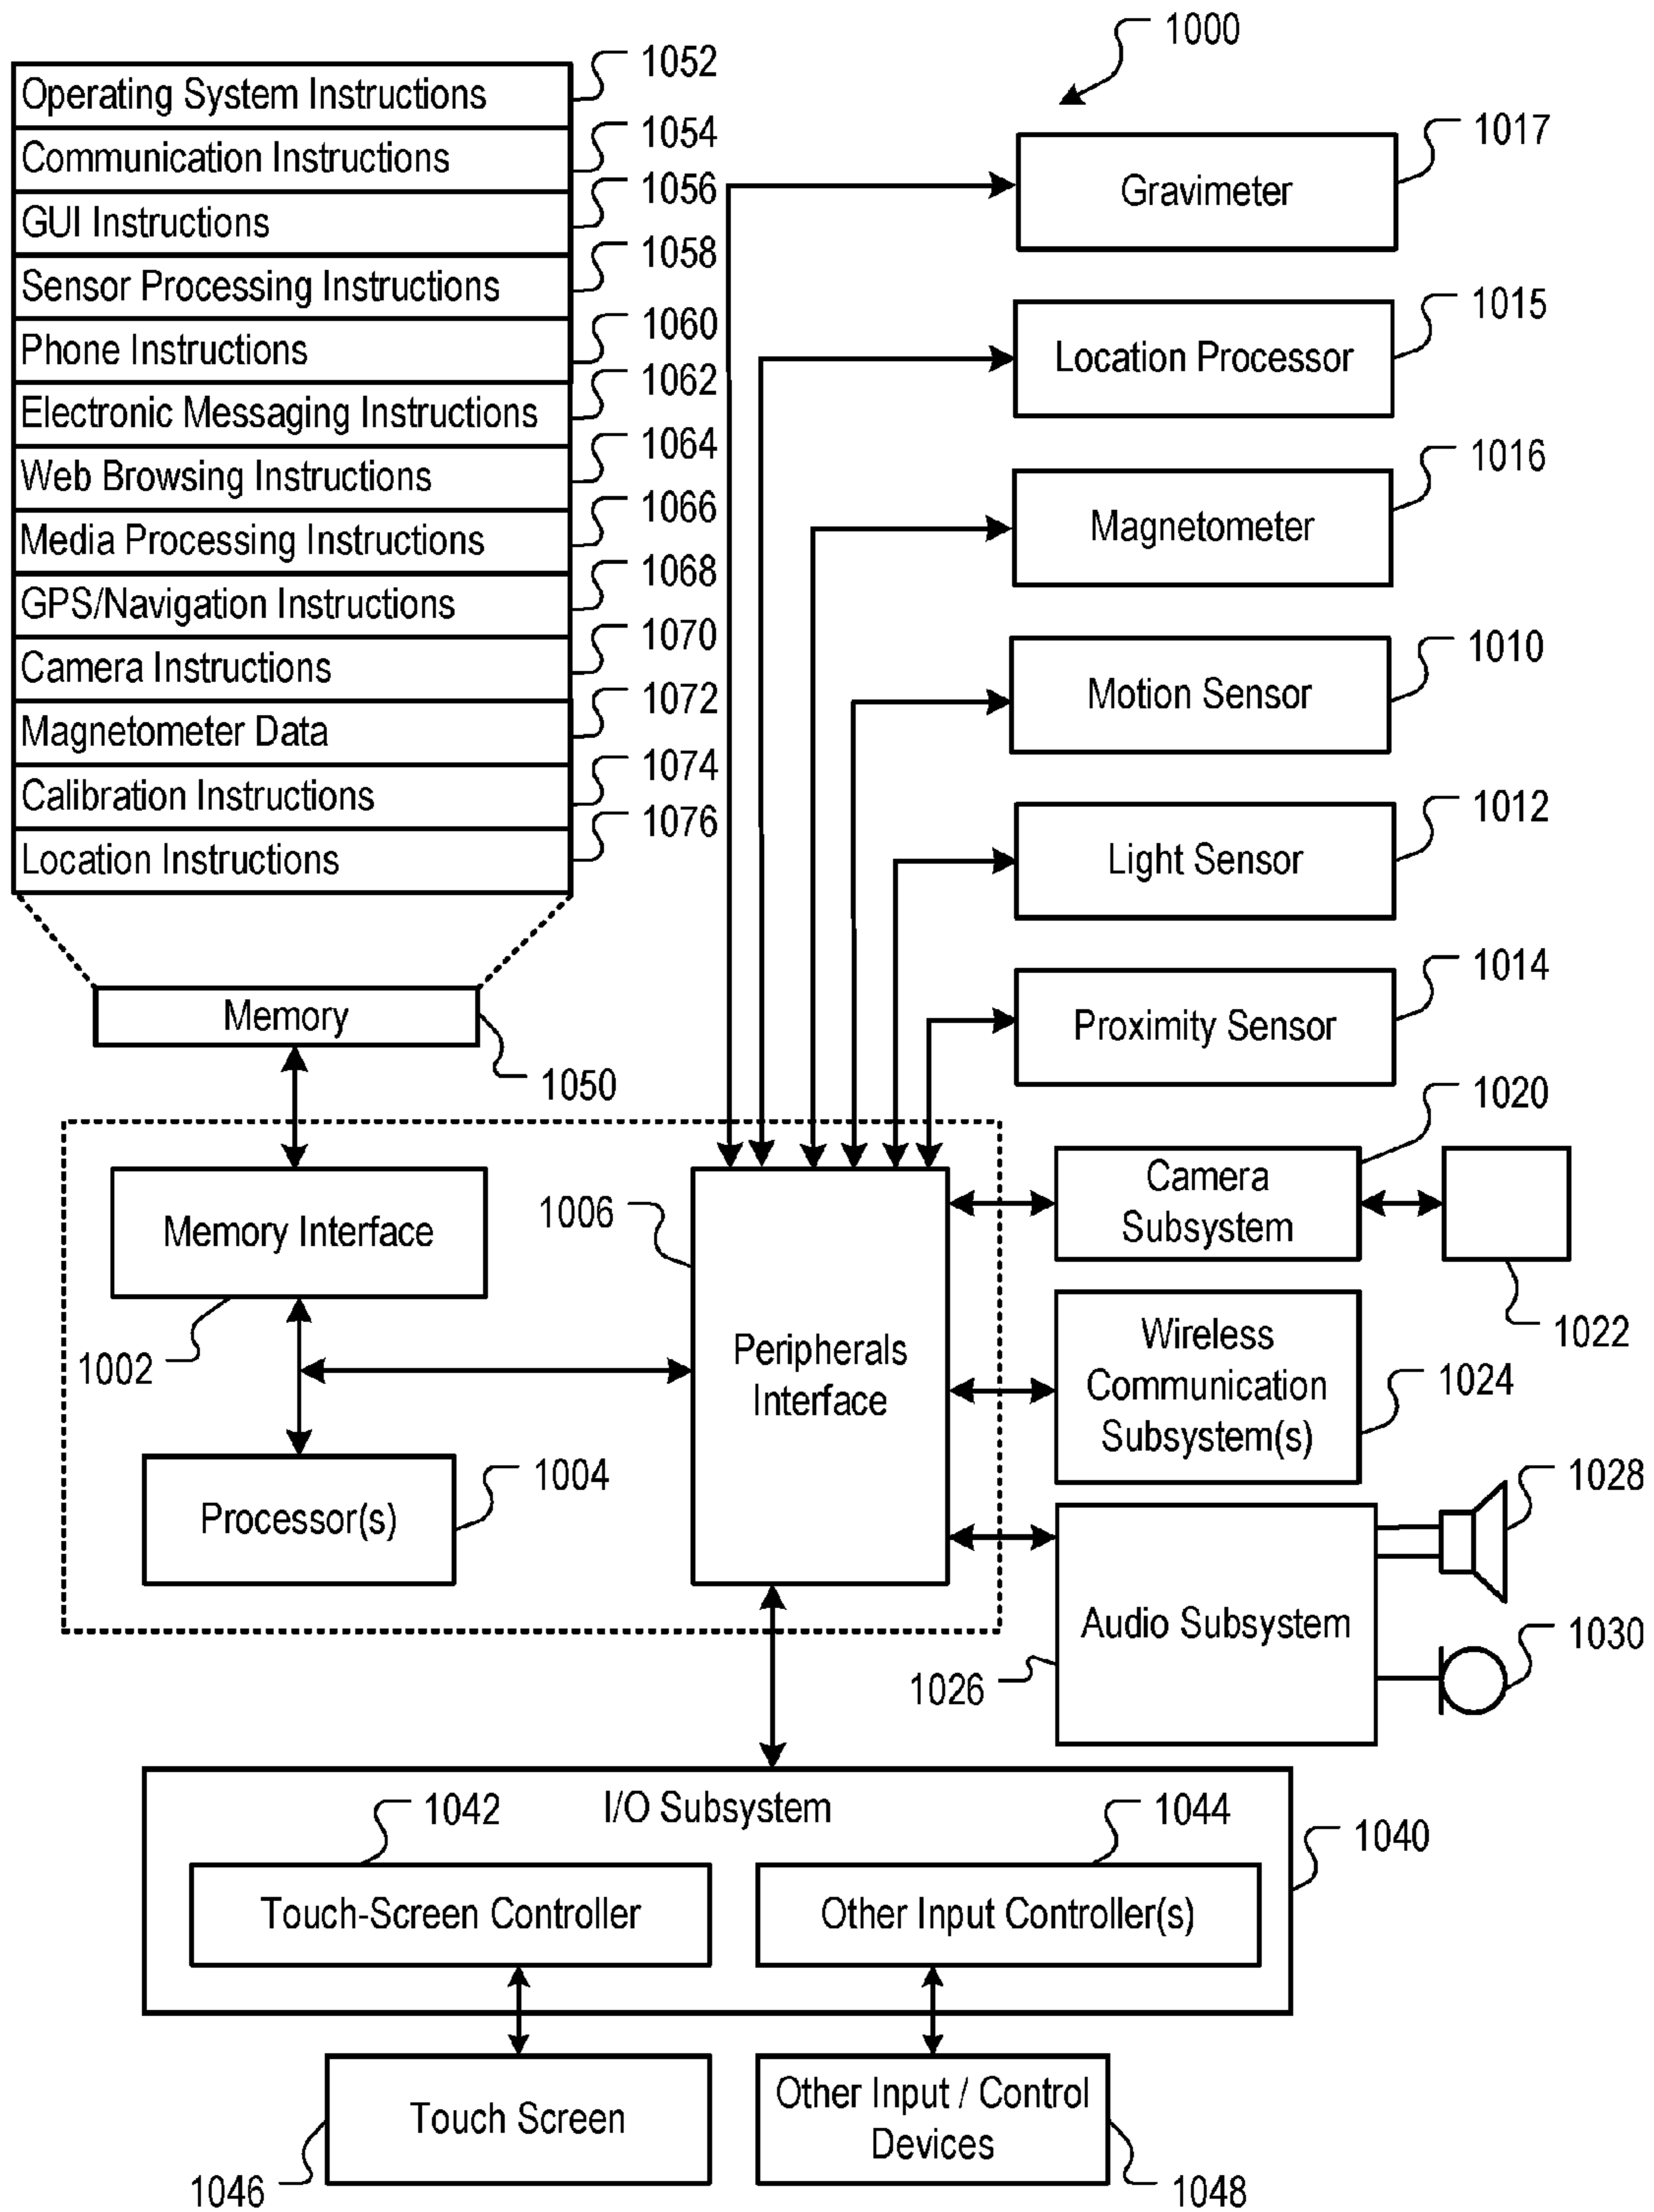 1000
Operating System Instructions 1052
Communication Instructions 1054
GUI Instructions 1056
Sensor Processing Instructions 1058
Phone Instructions 1060
Electronic Messaging Instructions 1062
Web Browsing Instructions 1064
Media Processing Instructions 1066
GPS/Navigation Instructions 1068
Camera Instructions 1070
Magnetometer Data 1072
Calibration Instructions 1074
Location Instructions 1076
Memory
1050
Gravimeter 1017
Location Processor 1015
Magnetometer 1016
Motion Sensor 1010
Light Sensor 1012
Proximity Sensor 1014
Memory Interface
1002
Processor(s)
1004
1006
Peripherals
Interface
Camera
Subsystem
1020
1022
Wireless
Communication
Subsystem(s)
1024
Audio Subsystem
1026
1028
1030
I/O Subsystem
1040
1042
Touch-Screen Controller
1044
Other Input Controller(s)
Touch Screen
1046
Other Input / Control
Devices
1048